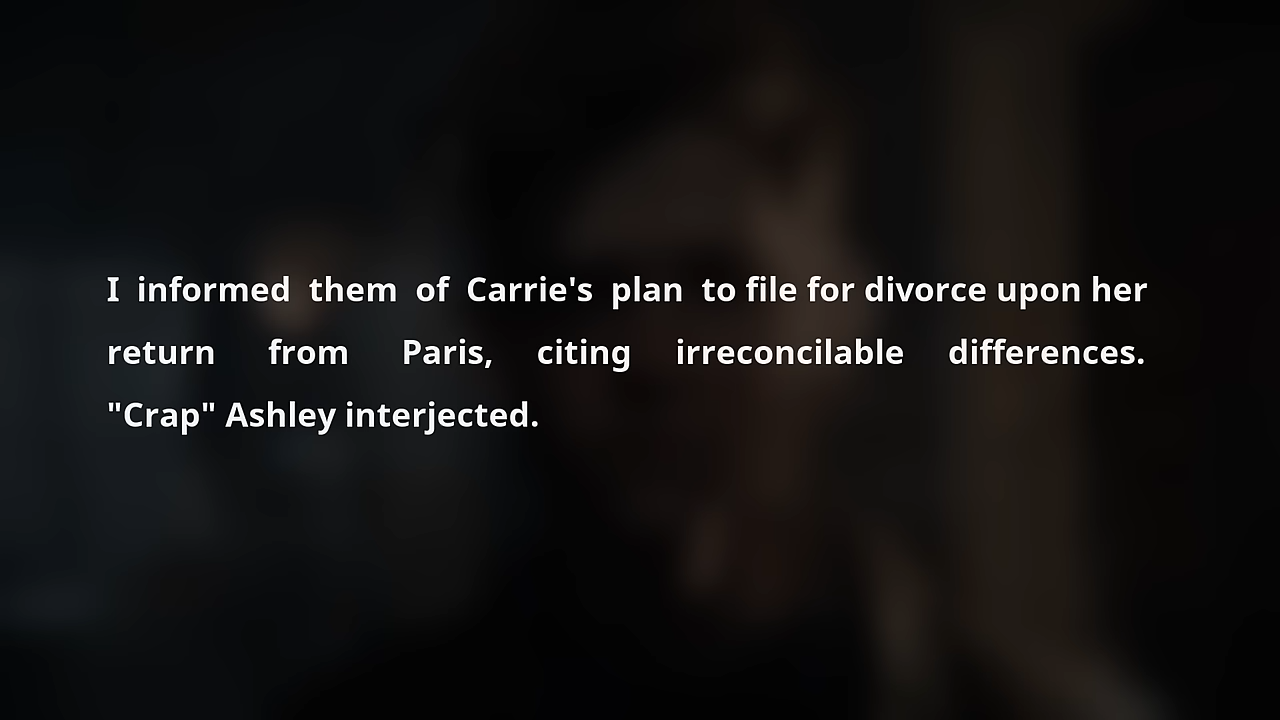 I informed them of Carrie's plan to file for divorce upon her
return from Paris, citing irreconcilable differences.
"Crap" Ashley interjected.